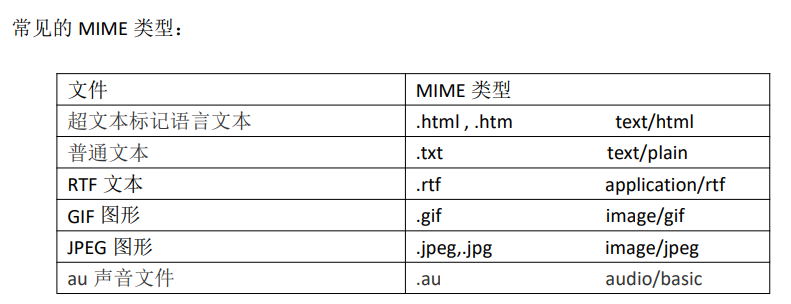 常见的 MIME 类型：
文件 MIME 类型
超文本标记语言文本 .html , .htm text/html
普通文本 .txt text/plain
RTF 文本 .rtf application/rtf
GIF 图形 .gif image/gif
JPEG 图形 .jpeg,.jpg image/jpeg
au 声音文件 .au audio/basic